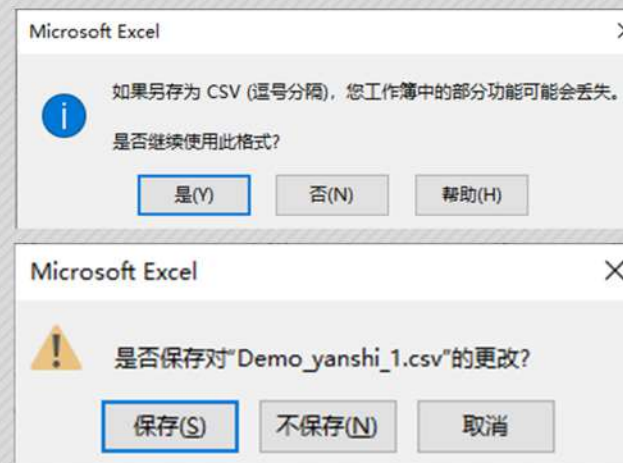 Microsoft Excel
如果另存为 CSV (逗号分隔)，您工作簿中的部分功能可能会丢失。
是否继续使用此格式?
是(Y)
否(N)
帮助(H)
Microsoft Excel
是否保存对"Demo_yanshi_1.csv"的更改?
保存(S)
不保存(N)
取消